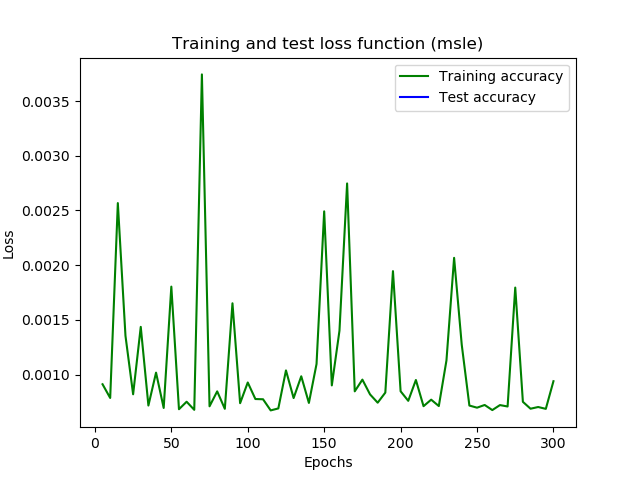 Training and test loss function (msle)
Training accuracy
Test accuracy
0.0035
0.0030
0.0025
0.0020
0.0015
0.0010
Loss
0
50
100
150
200
250
300
Epochs